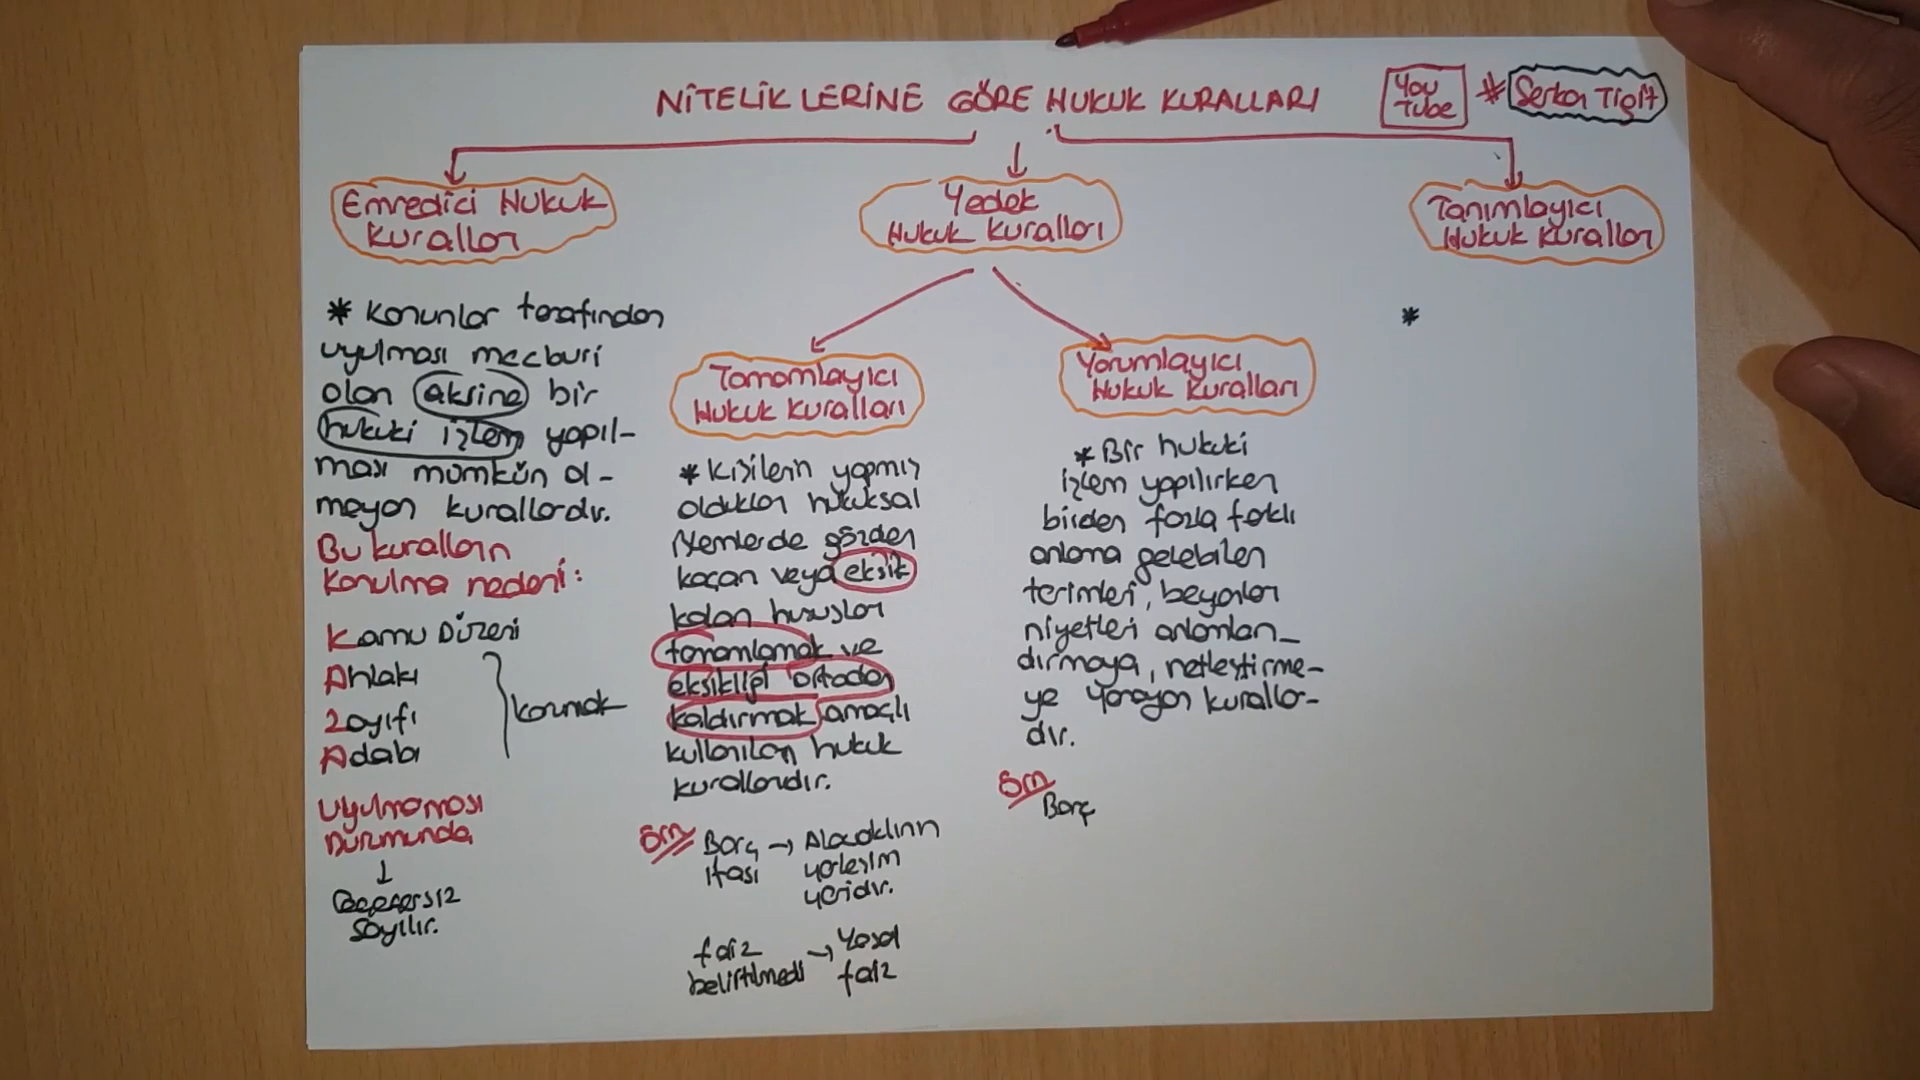 NİTELİKLERİNE GÖRE HUKUK KURALLARI
You
Tube
* Serkan Tigit
Emredici Hukuk
Kuralları
Yedek
Hukuk Kuralları
Tanımlayıcı
Hukuk Kuralları
* Kanunlar tarafından
uyulması mecburi
olan aksine bir
hukuki işlem yapıl-
ması mümkün ol-
mayan kurallardır.
Bu kuralların
Konulma nedeni:
Kamu Düzeni
Ahlakı
Zayıfı
Adabı
korumak
Uyulmaması
Durumunda
↓
Geçersiz
Sayılır.
Tamamlayıcı
Hukuk Kuralları
* Kişilerin yapmış
oldukları hukuksal
işlemlerde gözden
kaçan veya eksik
kalan hususları
tamamlamak ve
eksikliği ortadan
kaldırmak amaçlı
kullanılan hukuk
kurallarıdır.
Örn Borç → Alacaklının
ifası yerleşim
yeridir.
faiz → Yasal
belirtilmedi faiz
Yorumlayıcı
Hukuk Kuralları
* Bir hukuki
işlem yapılırken
birden fazla farklı
anlama gelebilen
terimleri, beyanları
niyetleri anlamlan-
dırmaya, netleştirme-
ye yarayan kurallar-
dır.
Örn
Borç
*